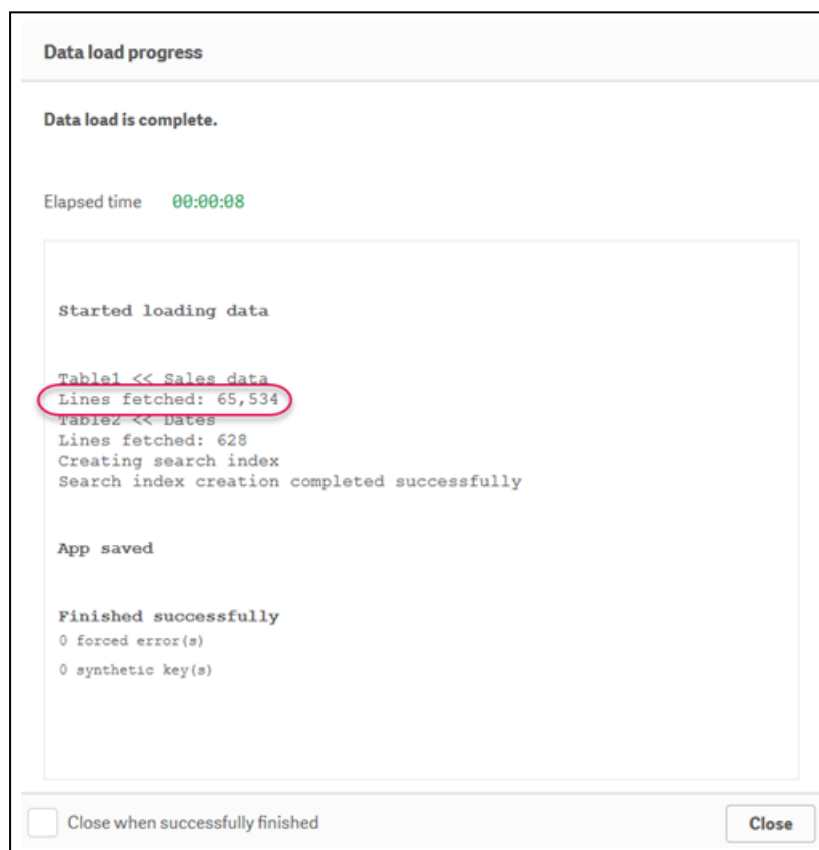 Data load progress
Data load is complete.
Elapsed time 00:00:08
Started loading data
Table1 << Sales data
Lines fetched: 65,534
Table2 << Dates
Lines fetched: 628
Creating search index
Search index creation completed successfully
App saved
Finished successfully
0 forced error(s)
0 synthetic key(s)
Close when successfully finished
Close